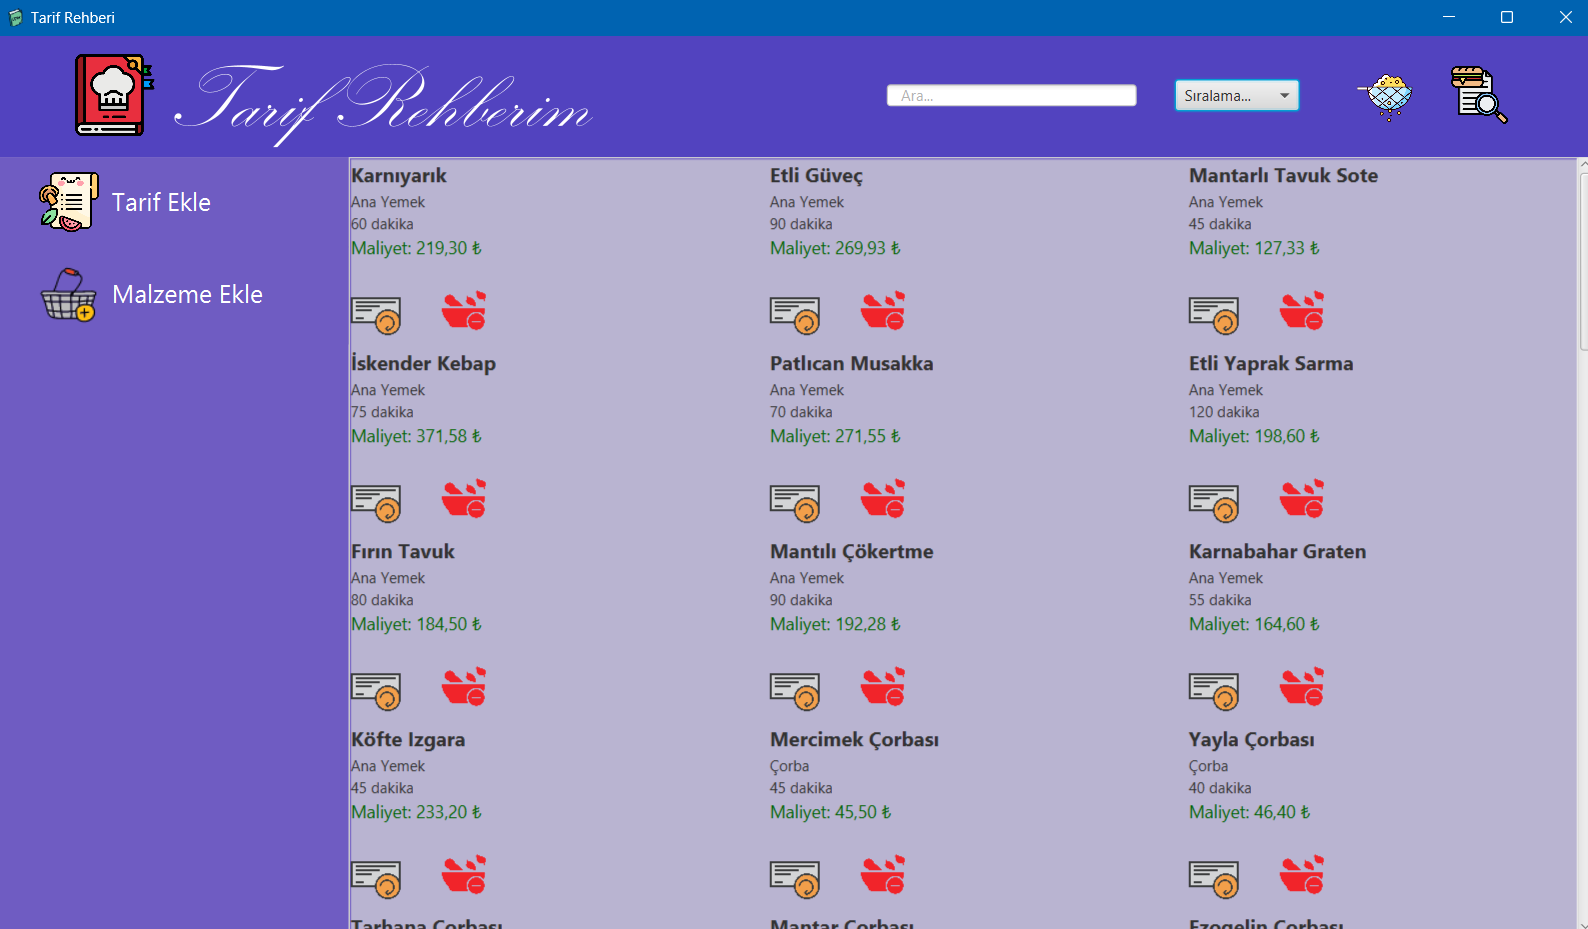 Tarif Rehberi
Tarif Rehberim
Ara...
Sıralama...
Tarif Ekle
Malzeme Ekle
Karnıyarık
Ana Yemek
60 dakika
Maliyet: 219,30 ₺
Etli Güveç
Ana Yemek
90 dakika
Maliyet: 269,93 ₺
Mantarlı Tavuk Sote
Ana Yemek
45 dakika
Maliyet: 127,33 ₺
İskender Kebap
Ana Yemek
75 dakika
Maliyet: 371,58 ₺
Patlıcan Musakka
Ana Yemek
70 dakika
Maliyet: 271,55 ₺
Etli Yaprak Sarma
Ana Yemek
120 dakika
Maliyet: 198,60 ₺
Fırın Tavuk
Ana Yemek
80 dakika
Maliyet: 184,50 ₺
Mantılı Çökertme
Ana Yemek
90 dakika
Maliyet: 192,28 ₺
Karnabahar Graten
Ana Yemek
55 dakika
Maliyet: 164,60 ₺
Köfte Izgara
Ana Yemek
45 dakika
Maliyet: 233,20 ₺
Mercimek Çorbası
Çorba
45 dakika
Maliyet: 45,50 ₺
Yayla Çorbası
Çorba
40 dakika
Maliyet: 46,40 ₺
Tarhana Çorbası
Mantar Çorbası
Ezogelin Çorbası